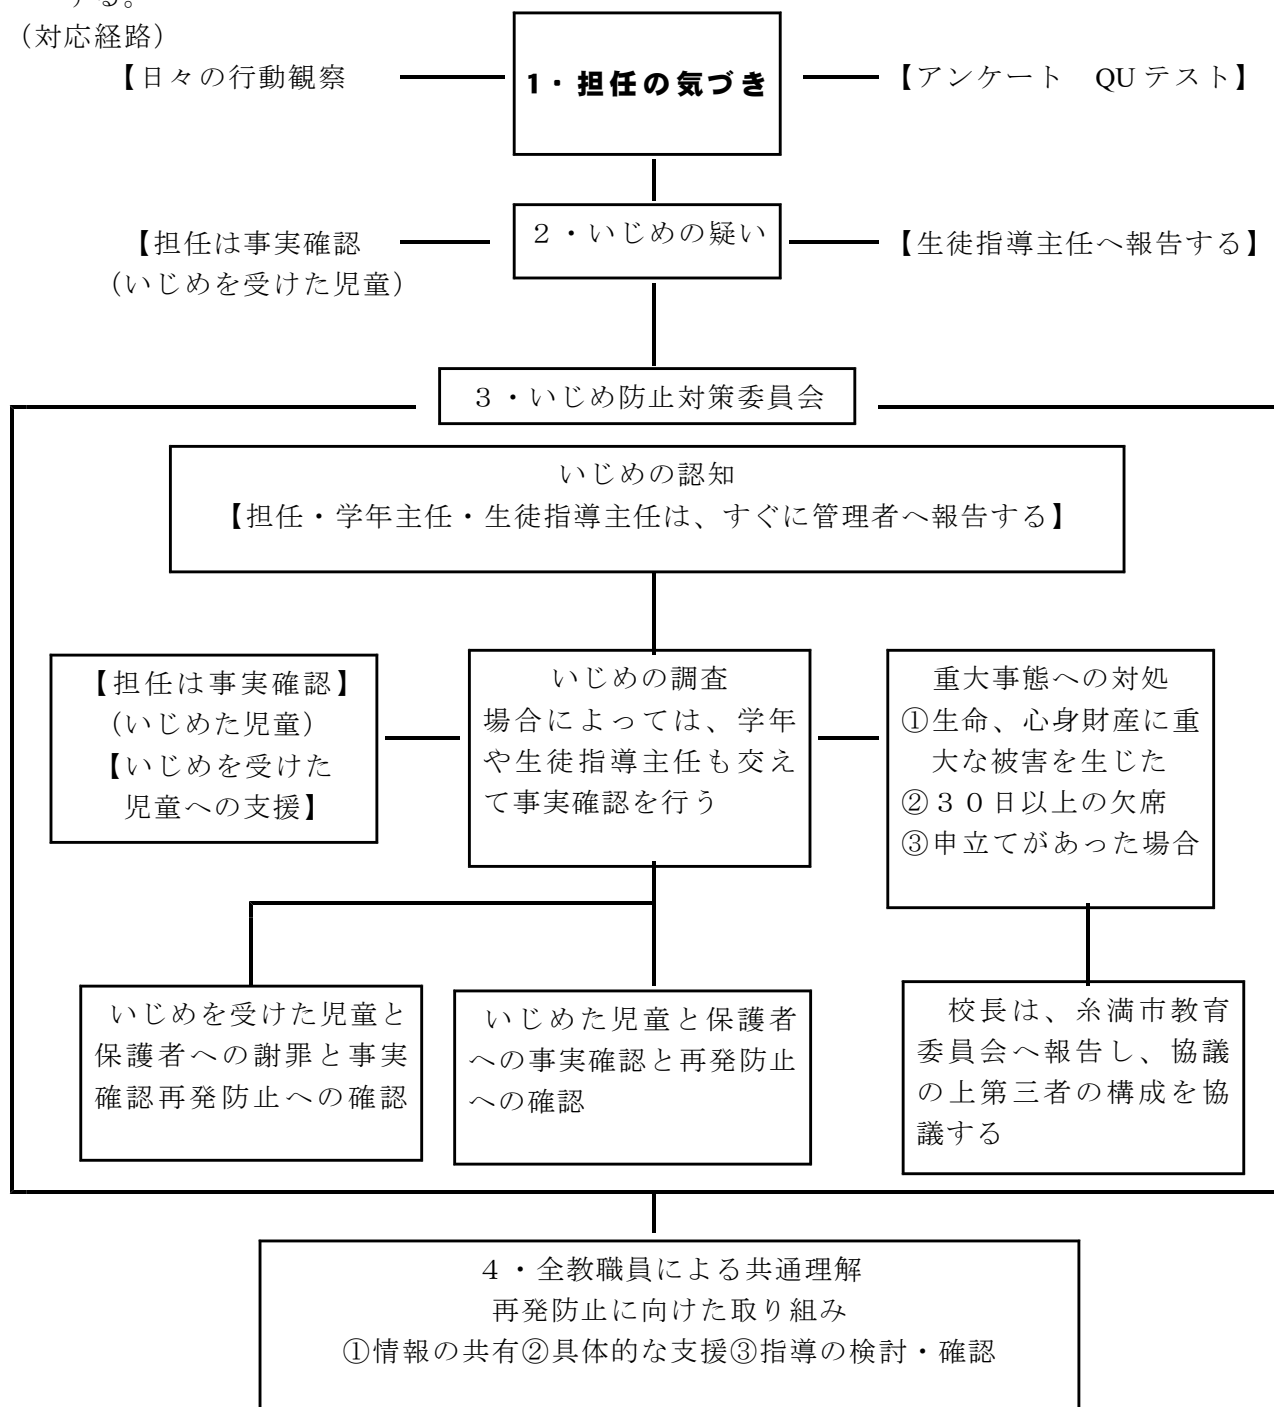 する。
（対応経路）
【日々の行動観察
1・担任の気づき
【アンケート　QUテスト】
【担任は事実確認
（いじめを受けた児童）
２・いじめの疑い
【生徒指導主任へ報告する】
３・いじめ防止対策委員会
いじめの認知
【担任・学年主任・生徒指導主任は、すぐに管理者へ報告する】
【担任は事実確認】
（いじめた児童）
【いじめを受けた
児童への支援】
いじめの調査
場合によっては、学年
や生徒指導主任も交え
て事実確認を行う
重大事態への対処
①生命、心身財産に重
大な被害を生じた
②３０日以上の欠席
③申立てがあった場合
いじめを受けた児童と
保護者への謝罪と事実
確認再発防止への確認
いじめた児童と保護者
への事実確認と再発防止
への確認
校長は、糸満市教育
委員会へ報告し、協議
の上第三者の構成を協
議する
４・全教職員による共通理解
再発防止に向けた取り組み
①情報の共有②具体的な支援③指導の検討・確認